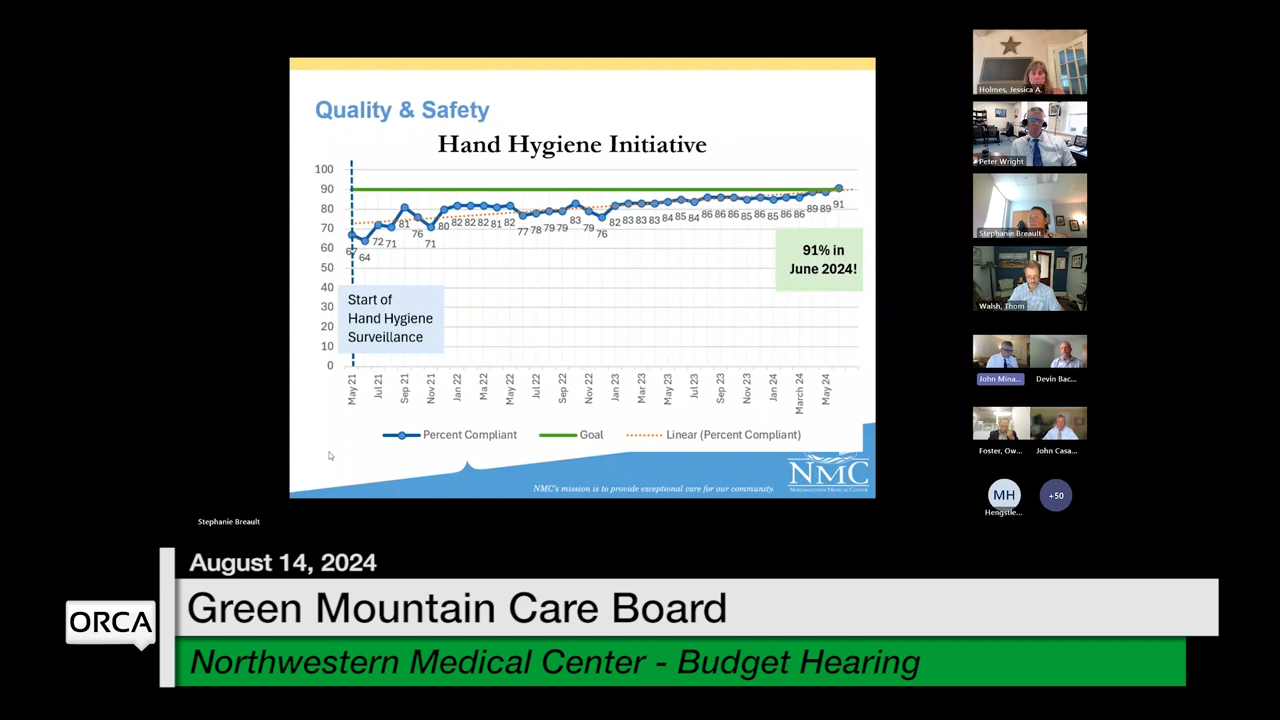 Quality & Safety
Hand Hygiene Initiative
100
90
80
70
60
50
40
30
20
10
0
67
64
72
71
81
76
71
80
82
82
82
81
82
77
78
79
79
83
79
76
82
83
83
83
84
85
84
86
86
86
85
86
85
86
86
89
89
91
91% in
June 2024!
Start of
Hand Hygiene
Surveillance
May 21
Jul 21
Sep 21
Nov 21
Jan 22
Ma 22
May 22
Jul 22
Sep 22
Nov 22
Jan 23
Mar 23
May 23
Jul 23
Sep 23
Nov 23
Jan 24
March 24
May 24
Percent Compliant
Goal
Linear (Percent Compliant)
NMC's mission is to provide exceptional care for our community.
NMC
NORTHWESTERN MEDICAL CENTER
Holmes, Jessica A.
Peter Wright
Stephanie Breault
Walsh, Thom
John Mina...
Devin Bac...
Foster, Ow...
John Casa...
MH
+50
Hengstle...
Stephanie Breault
August 14, 2024
Green Mountain Care Board
ORCA
Northwestern Medical Center - Budget Hearing